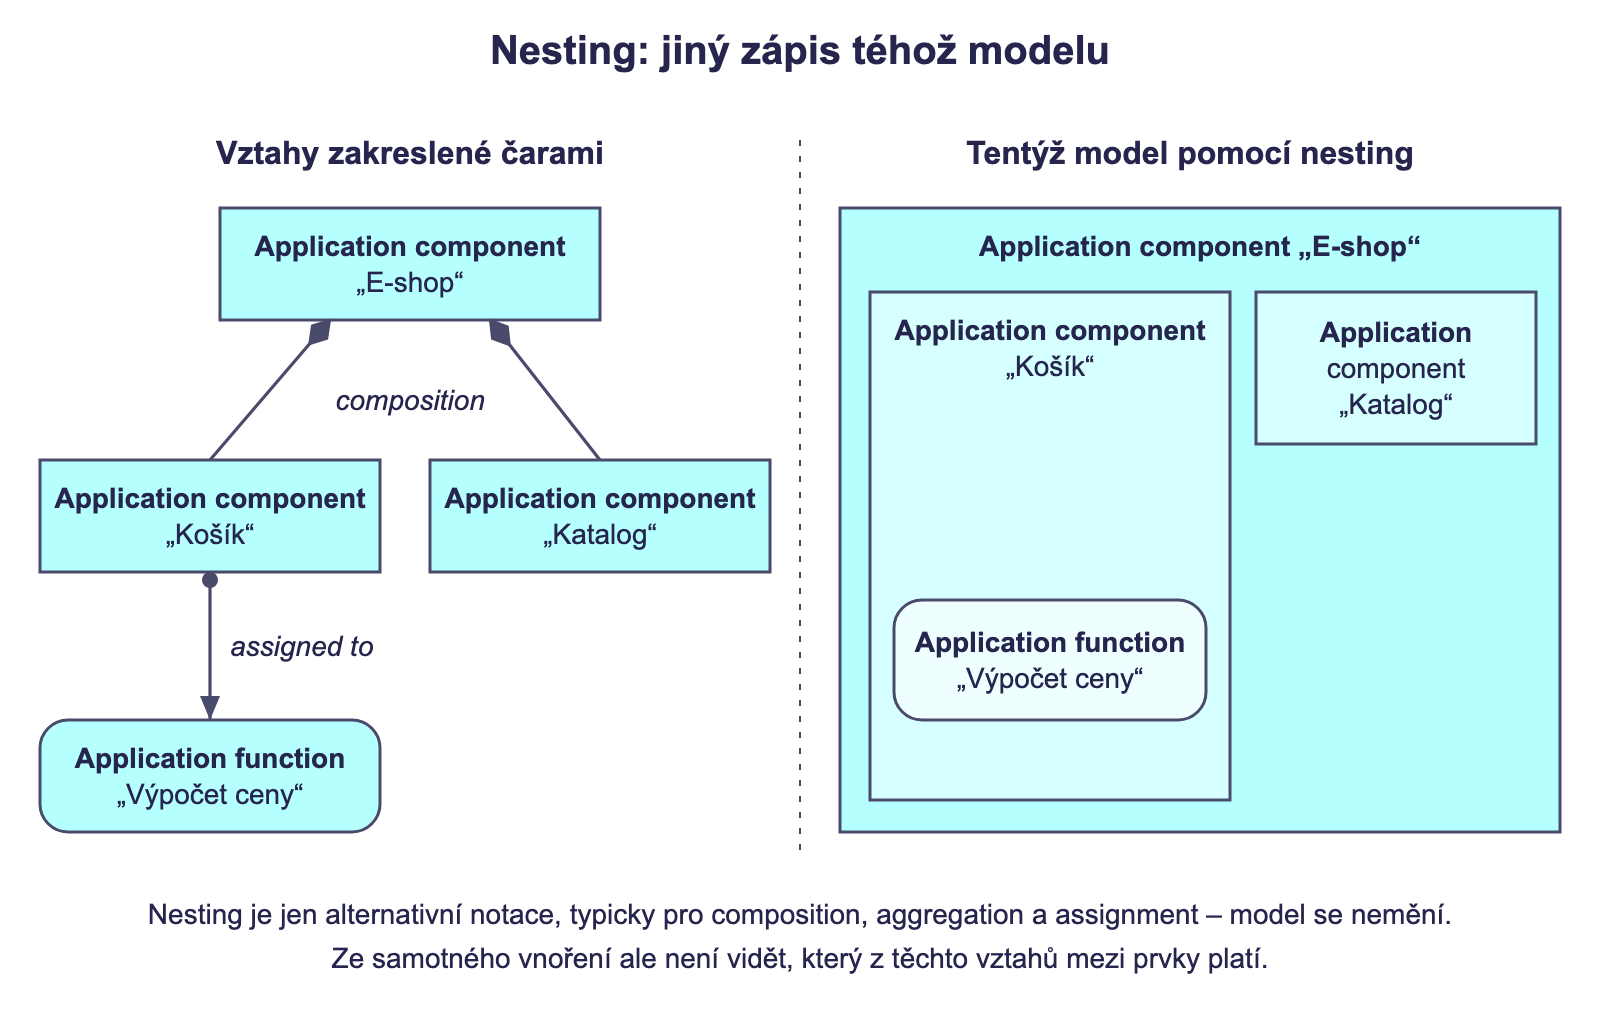 Nesting: jiný zápis téhož modelu
Vztahy zakreslené čarami
Application component
„E-shop“
composition
Application component
„Košík“
Application component
„Katalog“
assigned to
Application function
„Výpočet ceny“
Tentýž model pomocí nesting
Application component „E-shop“
Application component
„Košík“
Application
component
„Katalog“
Application function
„Výpočet ceny“
Nesting je jen alternativní notace, typicky pro composition, aggregation a assignment – model se nemění.
Ze samotného vnoření ale není vidět, který z těchto vztahů mezi prvky platí.